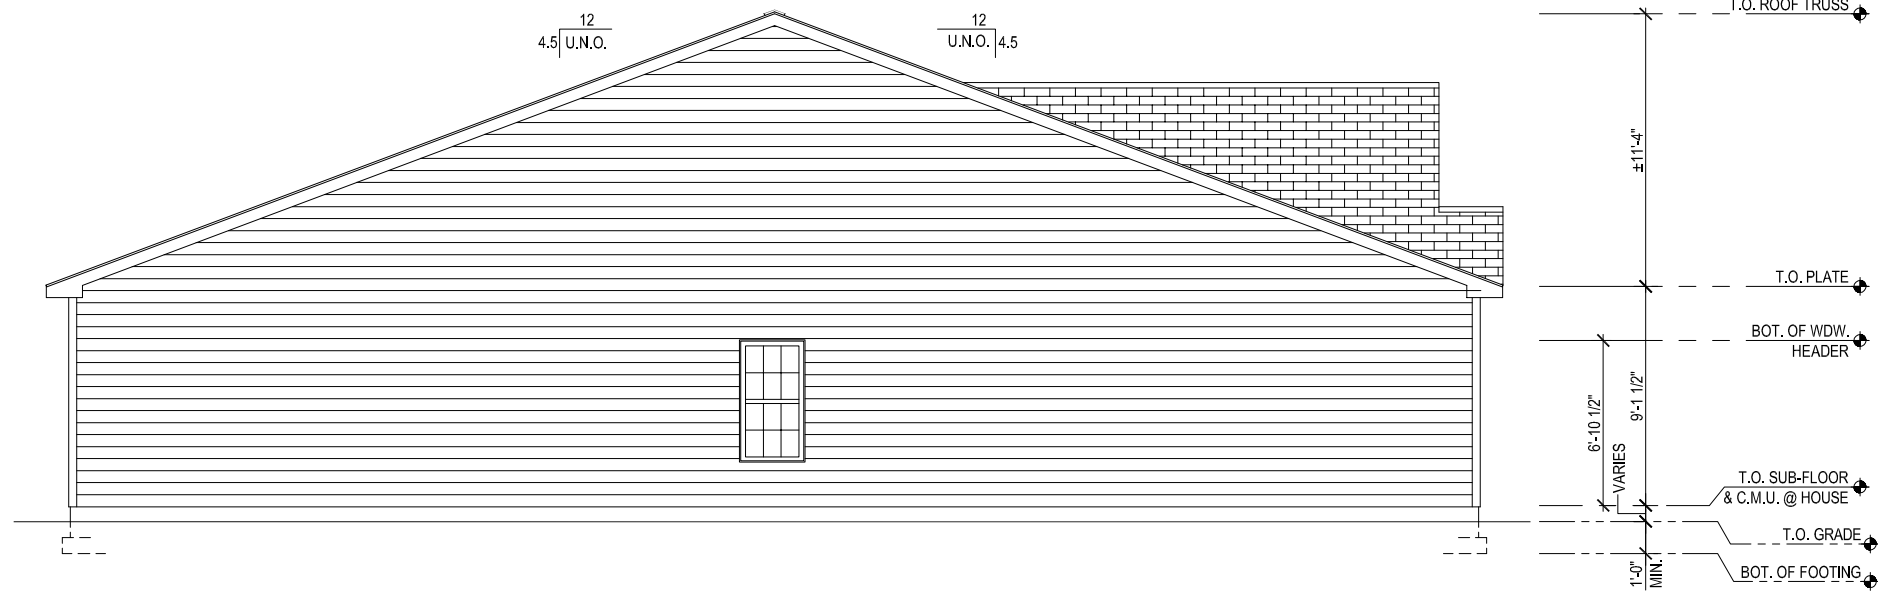 T.O. ROOF TRUSS
12
4.5 U.N.O.
12
U.N.O. 4.5
±11'-4"
T.O. PLATE
BOT. OF WDW.
HEADER
6'-10 1/2"
9'-1 1/2"
VARIES
T.O. SUB-FLOOR
& C.M.U. @ HOUSE
T.O. GRADE
1'-0"
MIN.
BOT. OF FOOTING